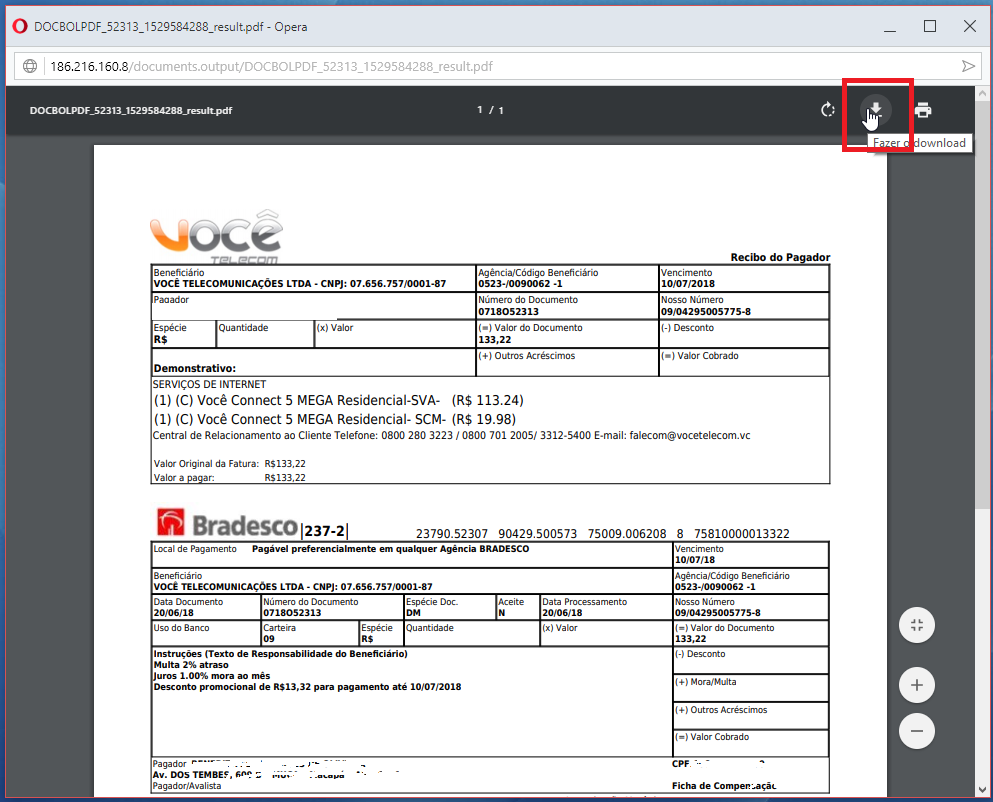 DOCBOLPDF_52313_1529584288_result.pdf - Opera
186.216.160.8/documents.output/DOCBOLPDF_52313_1529584288_result.pdf
DOCBOLPDF_52313_1529584288_result.pdf 1 / 1
Fazer o download
VOCÊ
TELECOM
Recibo do Pagador
Beneficiário Agência/Código Beneficiário Vencimento
VOCÊ TELECOMUNICAÇÕES LTDA - CNPJ: 07.656.757/0001-87 0523-/0090062 -1 10/07/2018
Pagador Número do Documento Nosso Número
0718O52313 09/04295005775-8
Espécie Quantidade (x) Valor (=) Valor do Documento (-) Desconto
R$ 133,22
(+) Outros Acréscimos (=) Valor Cobrado
Demonstrativo:
SERVIÇOS DE INTERNET
(1) (C) Você Connect 5 MEGA Residencial-SVA- (R$ 113.24)
(1) (C) Você Connect 5 MEGA Residencial- SCM- (R$ 19.98)
Central de Relacionamento ao Cliente Telefone: 0800 280 3223 / 0800 701 2005/ 3312-5400 E-mail: falecom@vocetelecom.vc
Valor Original da Fatura: R$133,22
Valor a pagar: R$133,22
Bradesco |237-2| 23790.52307 90429.500573 75009.006208 8 75810000013322
Local de Pagamento Pagável preferencialmente em qualquer Agência BRADESCO Vencimento
10/07/18
Beneficiário Agência/Código Beneficiário
VOCÊ TELECOMUNICAÇÕES LTDA - CNPJ: 07.656.757/0001-87 0523-/0090062 -1
Data Documento Número do Documento Espécie Doc. Aceite Data Processamento Nosso Número
20/06/18 0718O52313 DM N 20/06/18 09/04295005775-8
Uso do Banco Carteira Espécie Quantidade (x) Valor (=) Valor do Documento
09 R$ 133,22
Instruções (Texto de Responsabilidade do Beneficiário) (-) Desconto
Multa 2% atraso
Juros 1.00% mora ao mês
Desconto promocional de R$13,32 para pagamento até 10/07/2018
(+) Mora/Multa
(+) Outros Acréscimos
(=) Valor Cobrado
Pagador CPF
Av. DOS TEMBES,
Pagador/Avalista Ficha de Compensação